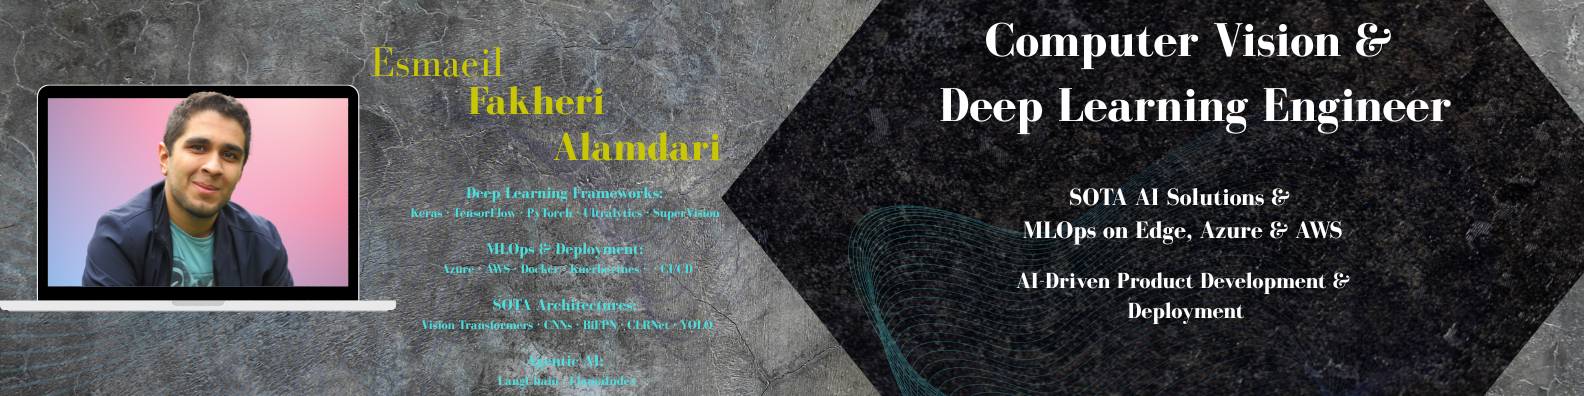 Esmaeil
Fakheri
Alamdari
Deep Learning Frameworks:
Keras · TensorFlow · PyTorch · Ultralytics · SuperVision
MLOps & Deployment:
Azure · AWS · Docker · · CI/CD
SOTA Architectures:
Vision Transformers · CNNs · BiFPN · CLRNet · YOLO
Agentic AI:
LangChain ·
Computer Vision &
Deep Learning Engineer
SOTA AI Solutions &
MLOps on Edge, Azure & AWS
AI-Driven Product Development &
Deployment